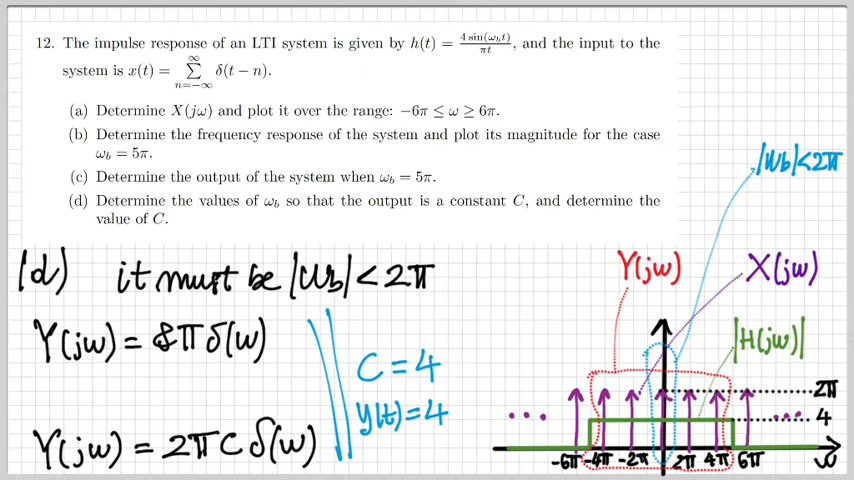 12. The impulse response of an LTI system is given by h(t) = 4 sin(ω_b t)/πt, and the input to the
system is x(t) = ∞∑n=−∞ δ(t − n).
(a) Determine X(jω) and plot it over the range: −6π ≤ ω ≥ 6π.
(b) Determine the frequency response of the system and plot its magnitude for the case
ω_b = 5π.
(c) Determine the output of the system when ω_b = 5π.
(d) Determine the values of ω_b so that the output is a constant C, and determine the
value of C.
|ωb|<2π
(d) it must be |ωb|<2π
Y(jω) = 8π δ(ω)
C = 4
y(t)=4
Y(jω) = 2π C δ(ω)
Y(jω)
X(jω)
|H(jω)|
2π
4
... ...
-6π -4π -2π 2π 4π 6π ω